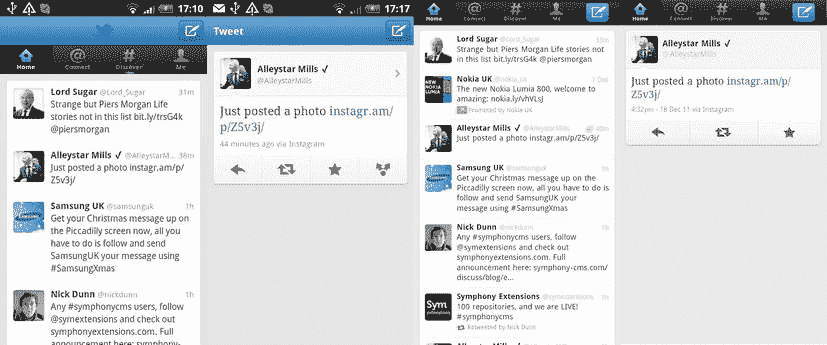 17:10
Home
Connect
Discover
Me
Lord Sugar @Lord_Sugar 31m
Strange but Piers Morgan Life
stories not in this list bit.ly/trsG4k
@piersmorgan
Alleystar Mills ✓ @AlleystarM... 38m
Just posted a photo instagr.am/p/
Z5v3j/
Samsung UK @samsunguk 1h
Get your Christmas message up on
the Piccadilly screen now, all you
have to do is follow and send
SamsungUK your message using
#SamsungXmas
Nick Dunn @nickdunn 1h
Any #symphonycms users, follow
@symextensions and check out
symphonyextensions.com. Full
announcement here: symphony-
17:17
Tweet
Alleystar Mills ✓
@AlleystarMills
Just posted a photo instagr.am/
p/Z5v3j/
44 minutes ago via Instagram
Home
Connect
Discover
Me
Lord Sugar @Lord_Sugar 33m
Strange but Piers Morgan Life stories not
in this list bit.ly/trsG4k @piersmorgan
Nokia UK @nokia_uk 1 Dec
The new Nokia Lumia 800, welcome to
amazing: nokia.ly/vhVLsJ
Promoted by Nokia UK
Alleystar Mills ✓ @AlleystarMills 40m
Just posted a photo instagr.am/p/Z5v3j/
Samsung UK @samsunguk 1h
Get your Christmas message up on the
Piccadilly screen now, all you have to do is
follow and send SamsungUK your
message using #SamsungXmas
Nick Dunn @nickdunn 1h
Any #symphonycms users, follow
@symextensions and check out
symphonyextensions.com. Full
announcement here: symphony-cms.com/
discuss/blog/e...
Sym
Symphony Extensions @symextensions 1h
100 repositories, and we are LIVE!
#symphonycms
Retweeted by Nick Dunn
Home
Connect
Discover
Me
Alleystar Mills ✓
@AlleystarMills
Just posted a photo instagr.am/p/
Z5v3j/
4:32pm - 18 Dec 11 via Instagram